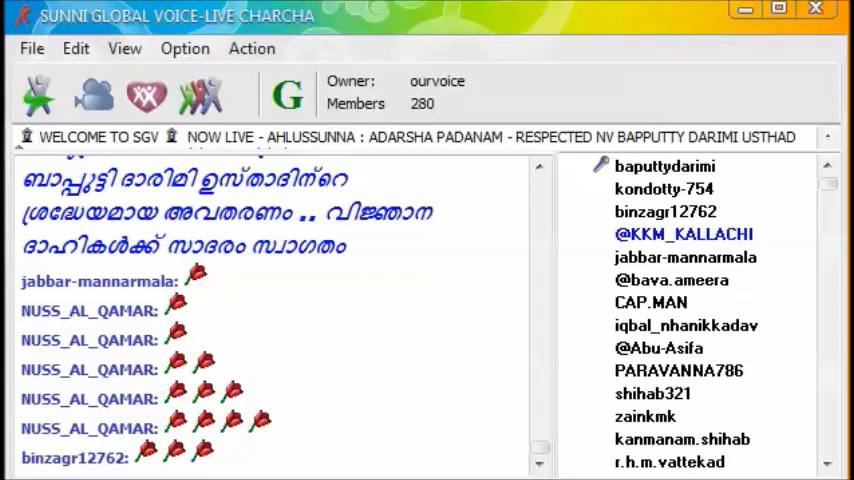 SUNNI GLOBAL VOICE-LIVE CHARCHA
File Edit View Option Action
G
Owner: ourvoice
Members 280
WELCOME TO SGV NOW LIVE - AHLUSSUNNA : ADARSHA PADANAM - RESPECTED NV BAPPUTTY DARIMI USTHAD
ബാപ്പുട്ടി ദാരിമി ഉസ്താദിന്റെ
ശ്രദ്ധേയമായ അവതരണം .. വിജ്ഞാന
ദാഹികള്‍ക്ക് സാദരം സ്വാഗതം
jabbar-mannarmala:
NUSS_AL_QAMAR:
NUSS_AL_QAMAR:
NUSS_AL_QAMAR:
NUSS_AL_QAMAR:
NUSS_AL_QAMAR:
binzagr12762:
baputtydarimi
kondotty-754
binzagr12762
@KKM_KALLACHI
jabbar-mannarmala
@bava.ameera
CAP.MAN
iqbal_nhanikkadav
@Abu-Asifa
PARAVANNA786
shihab321
zainkmk
kanmanam.shihab
r.h.m.vattekad